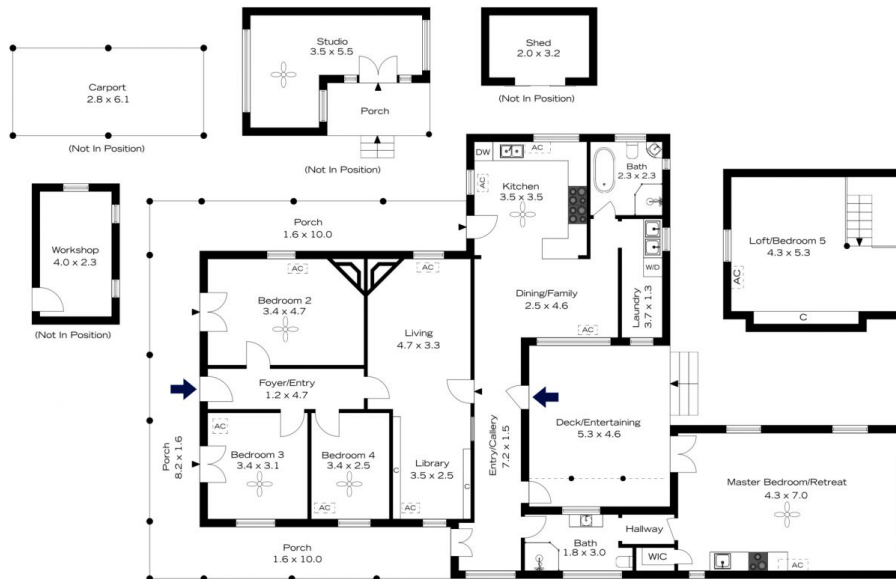 Carport
2.8 x 6.1
(Not In Position)
Studio
3.5 x 5.5
Porch
(Not In Position)
Shed
2.0 x 3.2
(Not In Position)
Workshop
4.0 x 2.3
(Not In Position)
Porch
1.6 x 10.0
DW
AC
AC
Kitchen
3.5 x 3.5
Bath
2.3 x 2.3
W/D
Laundry
3.7 x 1.3
Dining/Family
2.5 x 4.6
AC
Loft/Bedroom 5
4.3 x 5.3
AC
C
AC
Bedroom 2
3.4 x 4.7
AC
Living
4.7 x 3.3
Foyer/Entry
1.2 x 4.7
AC
Bedroom 3
3.4 x 3.1
Bedroom 4
3.4 x 2.5
AC
C
Library
3.5 x 2.5
C
AC
Porch
8.2 x 1.6
Entry/Gallery
7.2 x 1.5
Deck/Entertaining
5.3 x 4.6
Master Bedroom/Retreat
4.3 x 7.0
Porch
1.6 x 10.0
Bath
1.8 x 3.0
Hallway
WIC
AC